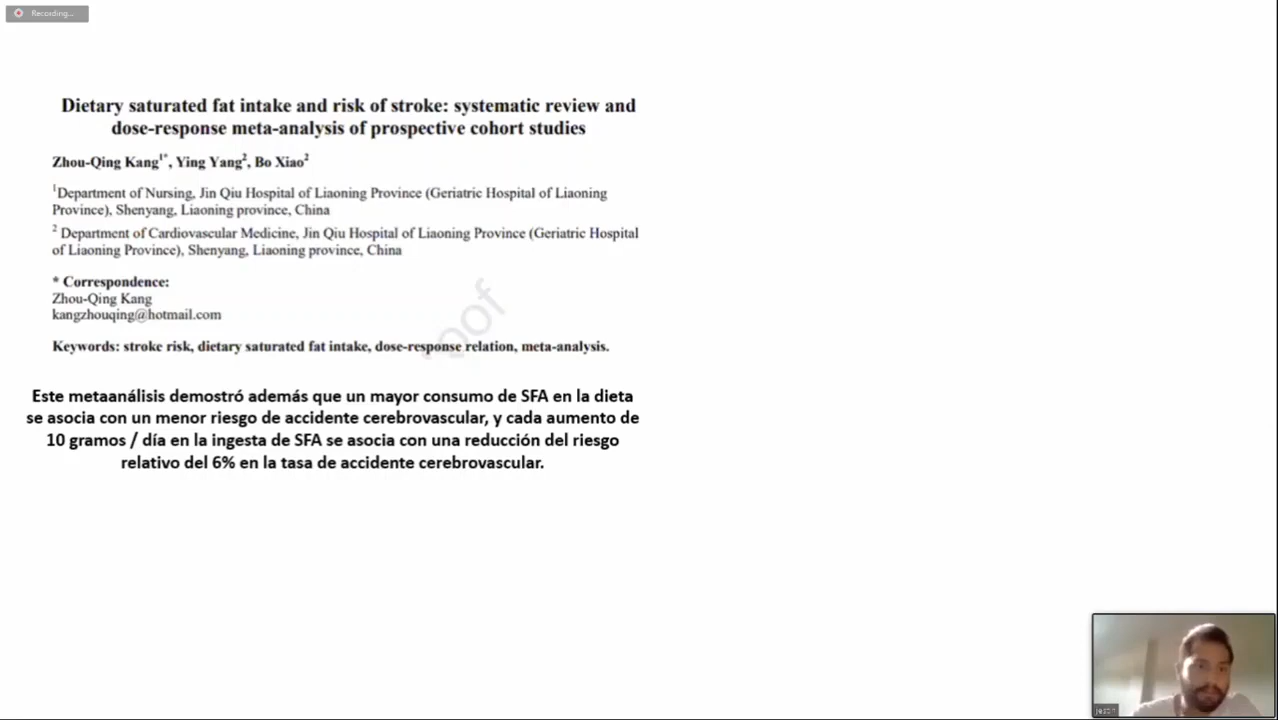 Recording...
Dietary saturated fat intake and risk of stroke: systematic review and
dose-response meta-analysis of prospective cohort studies
Zhou-Qing Kang1*, Ying Yang2, Bo Xiao2
1Department of Nursing, Jin Qiu Hospital of Liaoning Province (Geriatric Hospital of Liaoning
Province), Shenyang, Liaoning province, China
2 Department of Cardiovascular Medicine, Jin Qiu Hospital of Liaoning Province (Geriatric Hospital
of Liaoning Province), Shenyang, Liaoning province, China
* Correspondence:
Zhou-Qing Kang
kangzhouqing@hotmail.com
Keywords: stroke risk, dietary saturated fat intake, dose-response relation, meta-analysis.
Este metaanálisis demostró además que un mayor consumo de SFA en la dieta
se asocia con un menor riesgo de accidente cerebrovascular, y cada aumento de
10 gramos / día en la ingesta de SFA se asocia con una reducción del riesgo
relativo del 6% en la tasa de accidente cerebrovascular.